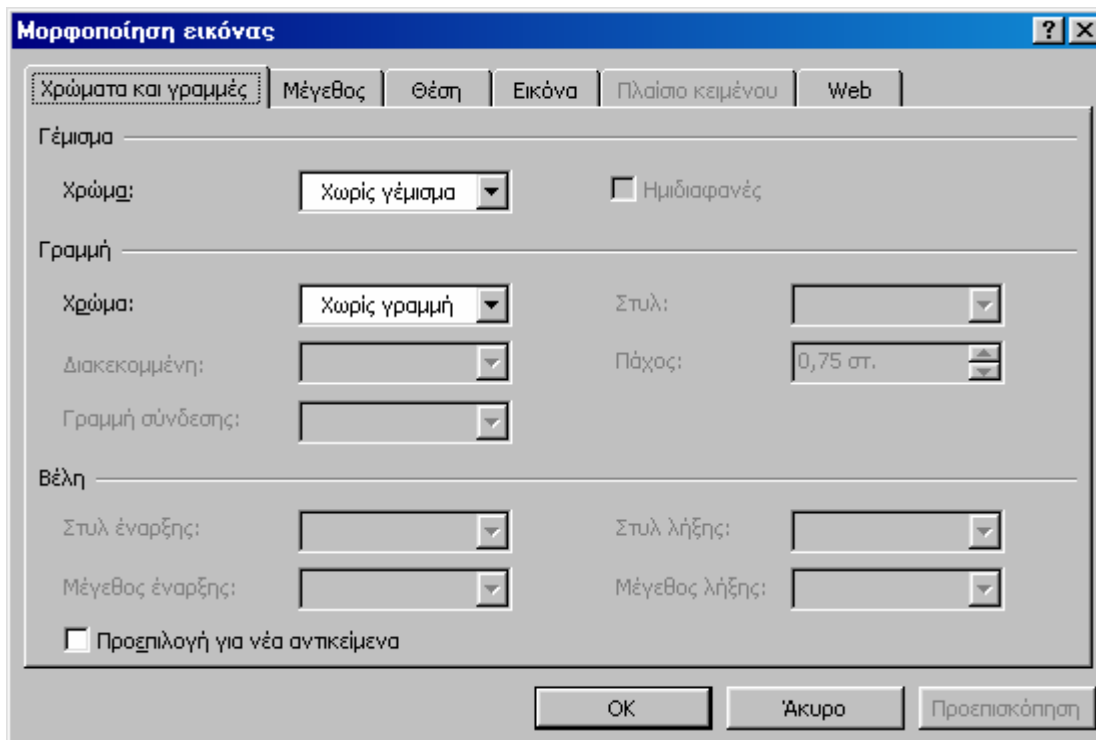 Μορφοποίηση εικόνας
Χρώματα και γραμμές Μέγεθος Θέση Εικόνα Πλαίσιο κειμένου Web
Γέμισμα
Χρώμα: Χωρίς γέμισμα Ημιδιαφανές
Γραμμή
Χρώμα: Χωρίς γραμμή Στυλ:
Διακεκομμένη: Πάχος: 0,75 στ.
Γραμμή σύνδεσης:
Βέλη
Στυλ έναρξης: Στυλ λήξης:
Μέγεθος έναρξης: Μέγεθος λήξης:
Προεπιλογή για νέα αντικείμενα
OK Άκυρο Προεπισκόπηση